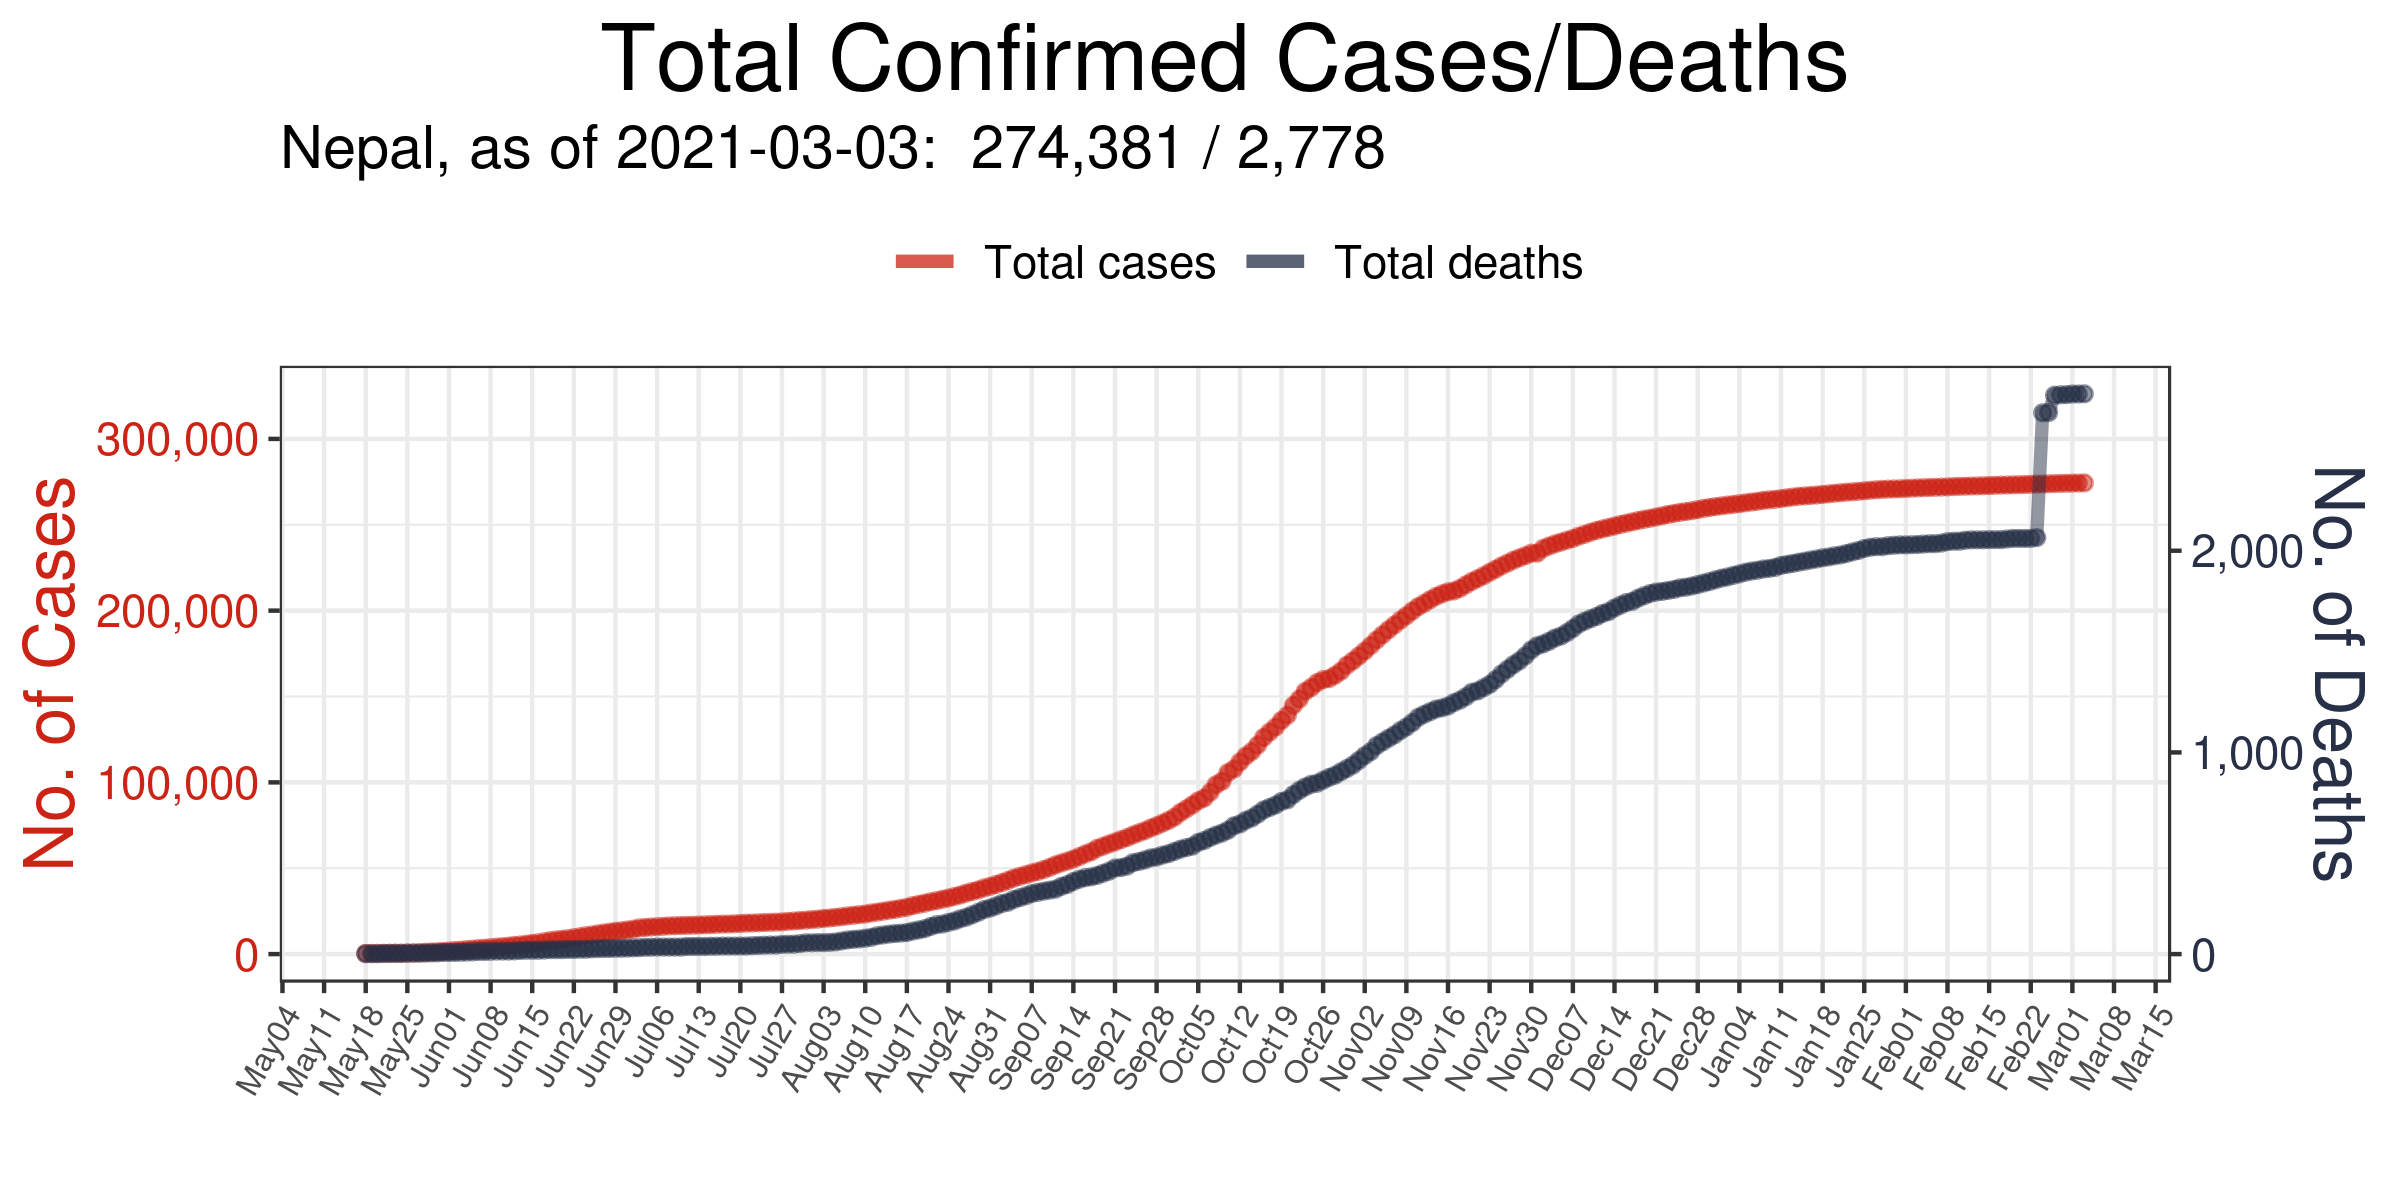 Total Confirmed Cases/Deaths
Nepal, as of 2021-03-03:  274,381 / 2,778
Total cases
Total deaths
No. of Cases
300,000
200,000
100,000
0
2,000
1,000
0
No. of Deaths
May04
May11
May18
May25
Jun01
Jun08
Jun15
Jun22
Jun29
Jul06
Jul13
Jul20
Jul27
Aug03
Aug10
Aug17
Aug24
Aug31
Sep07
Sep14
Sep21
Sep28
Oct05
Oct12
Oct19
Oct26
Nov02
Nov09
Nov16
Nov23
Nov30
Dec07
Dec14
Dec21
Dec28
Jan04
Jan11
Jan18
Jan25
Feb01
Feb08
Feb15
Feb22
Mar01
Mar08
Mar15